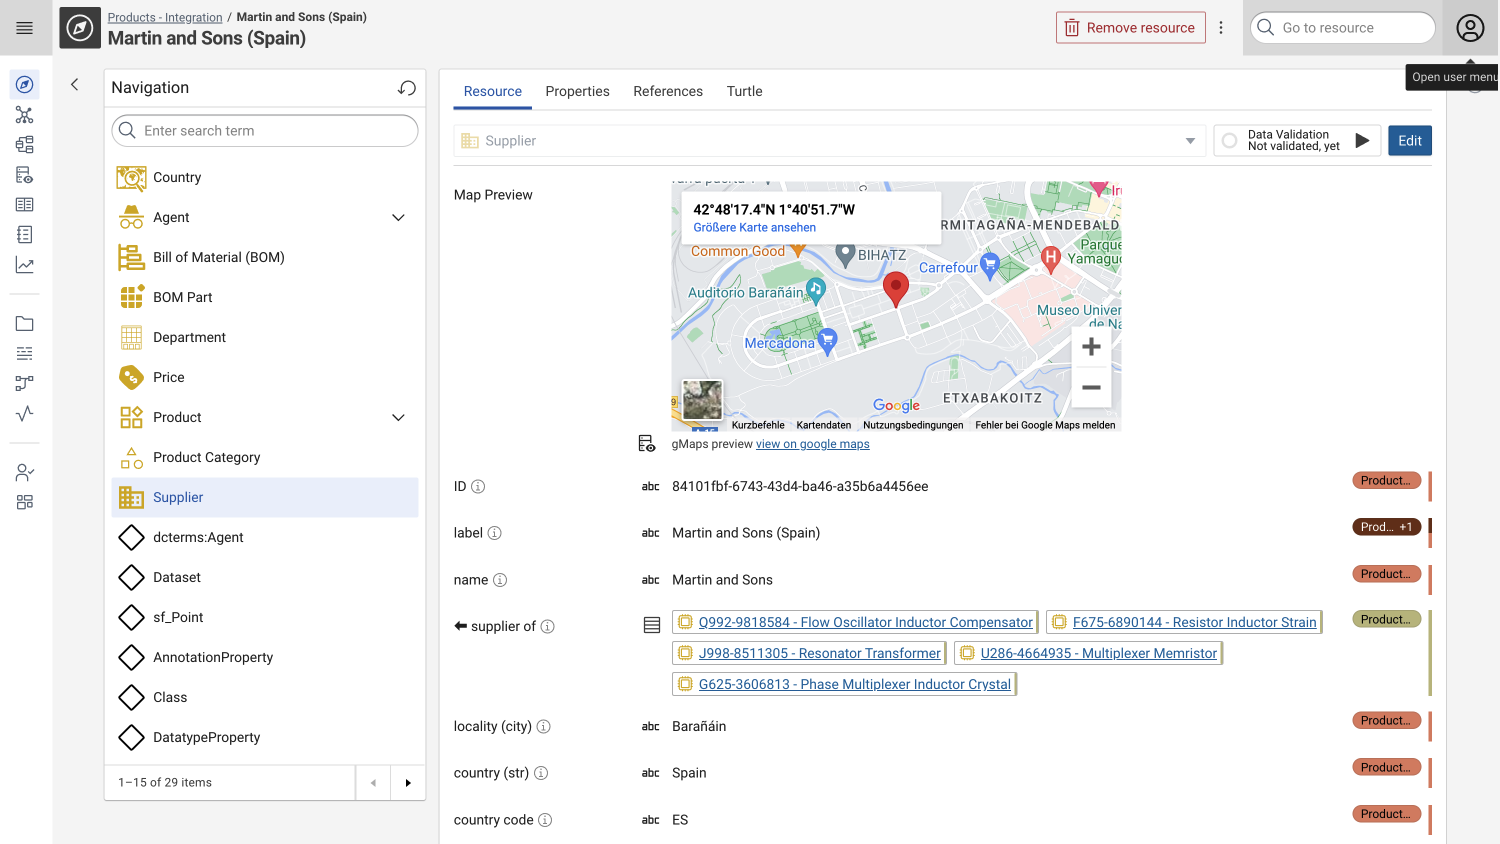 Products - Integration / Martin and Sons (Spain)
Martin and Sons (Spain)
Remove resource
Go to resource
Open user menu
Navigation
Enter search term
Country
Agent
Bill of Material (BOM)
BOM Part
Department
Price
Product
Product Category
Supplier
dcterms:Agent
Dataset
sf_Point
AnnotationProperty
Class
DatatypeProperty
1–15 of 29 items
Resource Properties References Turtle
Supplier
Data Validation
Not validated, yet
Edit
Map Preview
42°48'17.4"N 1°40'51.7"W
Größere Karte ansehen
RMITAGAÑA-MENDEBALD
Common Good
BIHATZ
Parque
Yamagu
Carrefour
H
Auditorio Barañáin
Museo Univer
de Na
Mercadona
ETXABAKOITZ
Google
Kurzbefehle Kartendaten Nutzungsbedingungen Fehler bei Google Maps melden
gMaps preview view on google maps
ID abc 84101fbf-6743-43d4-ba46-a35b6a4456ee Product...
label abc Martin and Sons (Spain) Prod... +1
name abc Martin and Sons Product...
supplier of Q992-9818584 - Flow Oscillator Inductor Compensator F675-6890144 - Resistor Inductor Strain Product...
J998-8511305 - Resonator Transformer U286-4664935 - Multiplexer Memristor
G625-3606813 - Phase Multiplexer Inductor Crystal
locality (city) abc Barañáin Product...
country (str) abc Spain Product...
country code abc ES Product...